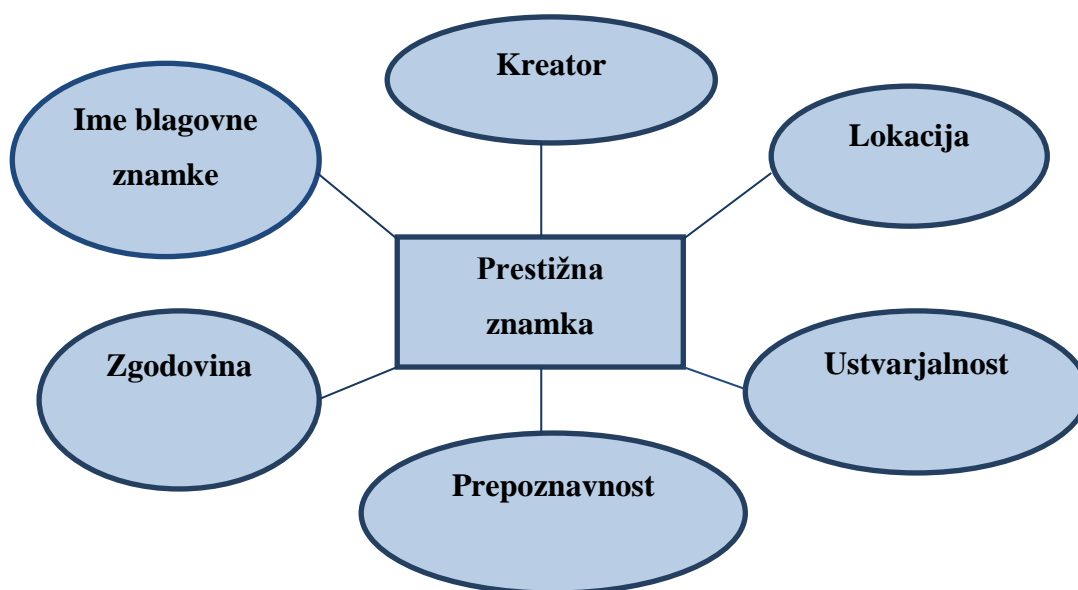 Kreator
Ime blagovne
znamke
Lokacija
Prestižna
znamka
Zgodovina
Ustvarjalnost
Prepoznavnost